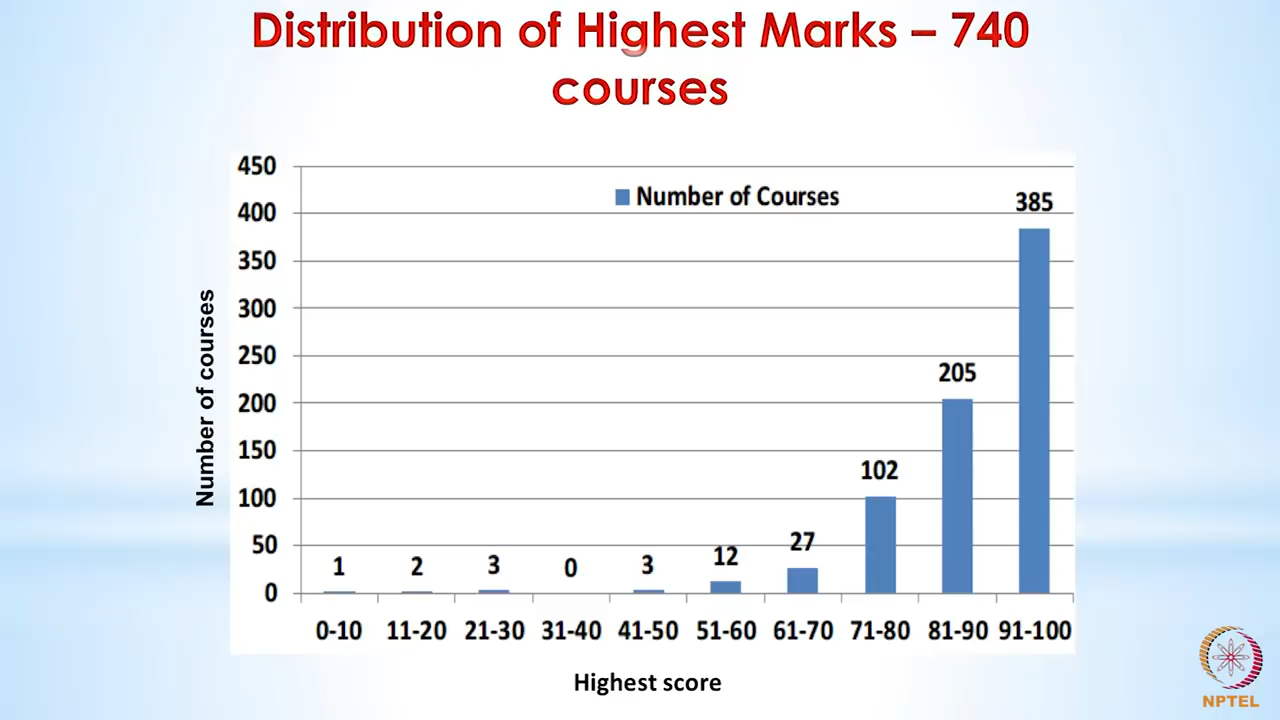 Distribution of Highest Marks – 740
courses
Number of Courses
Number of courses
450
400
350
300
250
200
150
100
50
0
1 2 3 0 3 12 27 102 205 385
0-10 11-20 21-30 31-40 41-50 51-60 61-70 71-80 81-90 91-100
Highest score
NPTEL